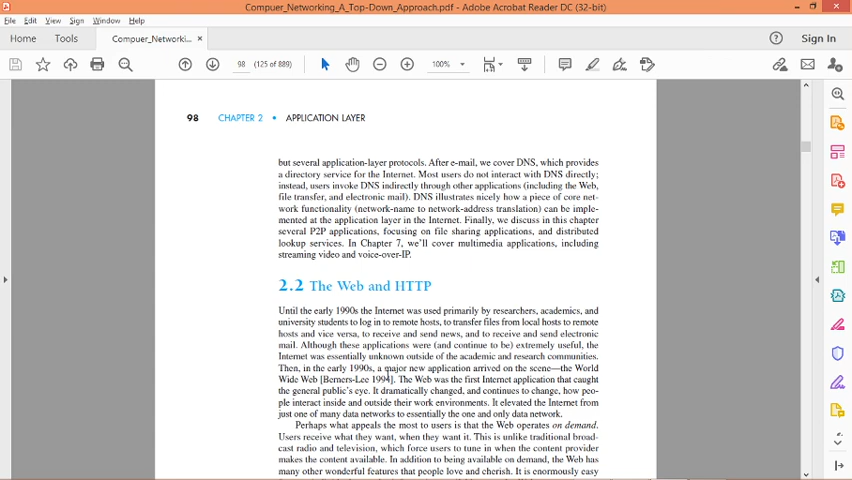 Compuer_Networking_A_Top-Down_Approach.pdf - Adobe Acrobat Reader DC (32-bit)
File Edit View Sign Window Help
Home Tools Compuer_Networki... × Sign In
98 (125 of 889) 100%
98 CHAPTER 2 • APPLICATION LAYER
but several application-layer protocols. After e-mail, we cover DNS, which provides
a directory service for the Internet. Most users do not interact with DNS directly;
instead, users invoke DNS indirectly through other applications (including the Web,
file transfer, and electronic mail). DNS illustrates nicely how a piece of core net-
work functionality (network-name to network-address translation) can be imple-
mented at the application layer in the Internet. Finally, we discuss in this chapter
several P2P applications, focusing on file sharing applications, and distributed
lookup services. In Chapter 7, we'll cover multimedia applications, including
streaming video and voice-over-IP.
2.2 The Web and HTTP
Until the early 1990s the Internet was used primarily by researchers, academics, and
university students to log in to remote hosts, to transfer files from local hosts to remote
hosts and vice versa, to receive and send news, and to receive and send electronic
mail. Although these applications were (and continue to be) extremely useful, the
Internet was essentially unknown outside of the academic and research communities.
Then, in the early 1990s, a major new application arrived on the scene—the World
Wide Web [Berners-Lee 1994]. The Web was the first Internet application that caught
the general public's eye. It dramatically changed, and continues to change, how peo-
ple interact inside and outside their work environments. It elevated the Internet from
just one of many data networks to essentially the one and only data network.
Perhaps what appeals the most to users is that the Web operates on demand.
Users receive what they want, when they want it. This is unlike traditional broad-
cast radio and television, which force users to tune in when the content provider
makes the content available. In addition to being available on demand, the Web has
many other wonderful features that people love and cherish. It is enormously easy